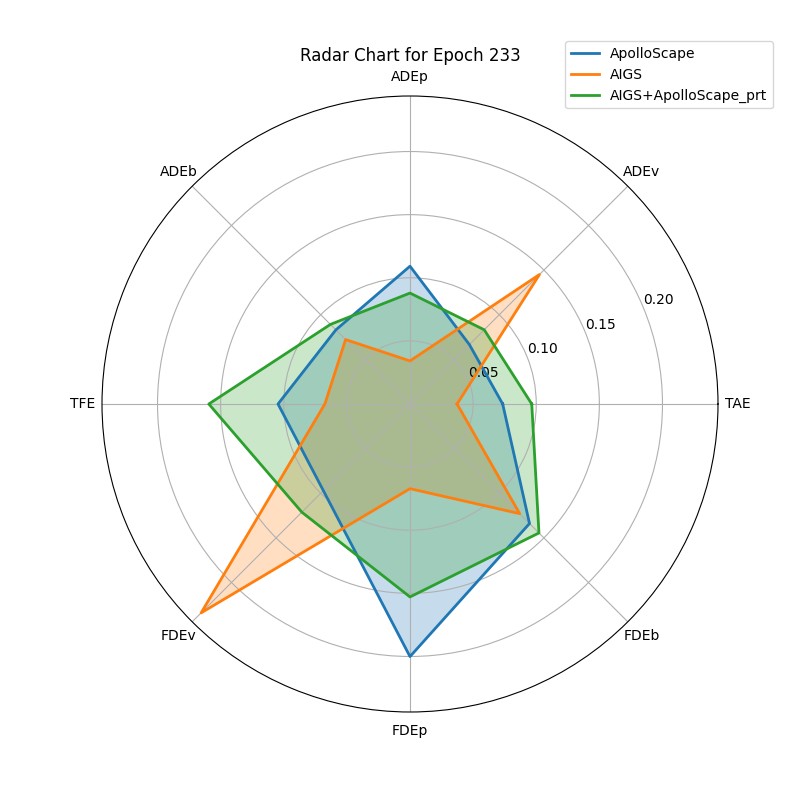 Radar Chart for Epoch 233
ApolloScape
AIGS
AIGS+ApolloScape_prt
ADEp
ADEb
ADEv
0.20
0.15
0.10
0.05
TFE
TAE
FDEv
FDEb
FDEp